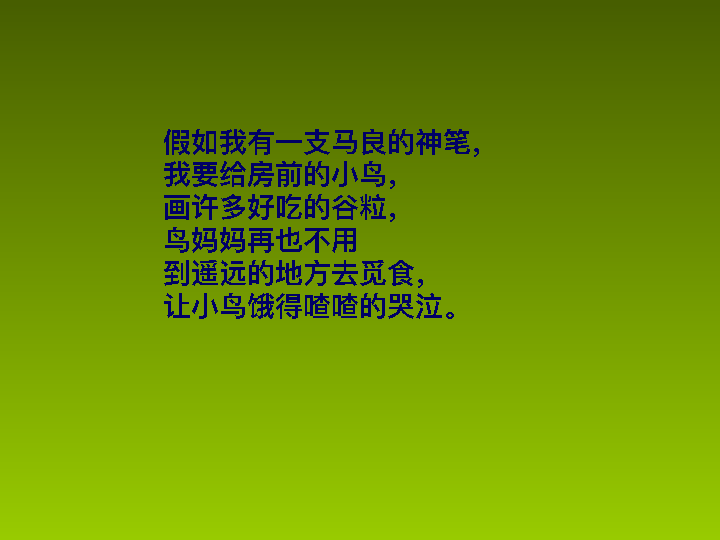 假如我有一支马良的神笔，
我要给房前的小鸟，
画许多好吃的谷粒，
鸟妈妈再也不用
到遥远的地方去觅食，
让小鸟饿得喳喳的哭泣。